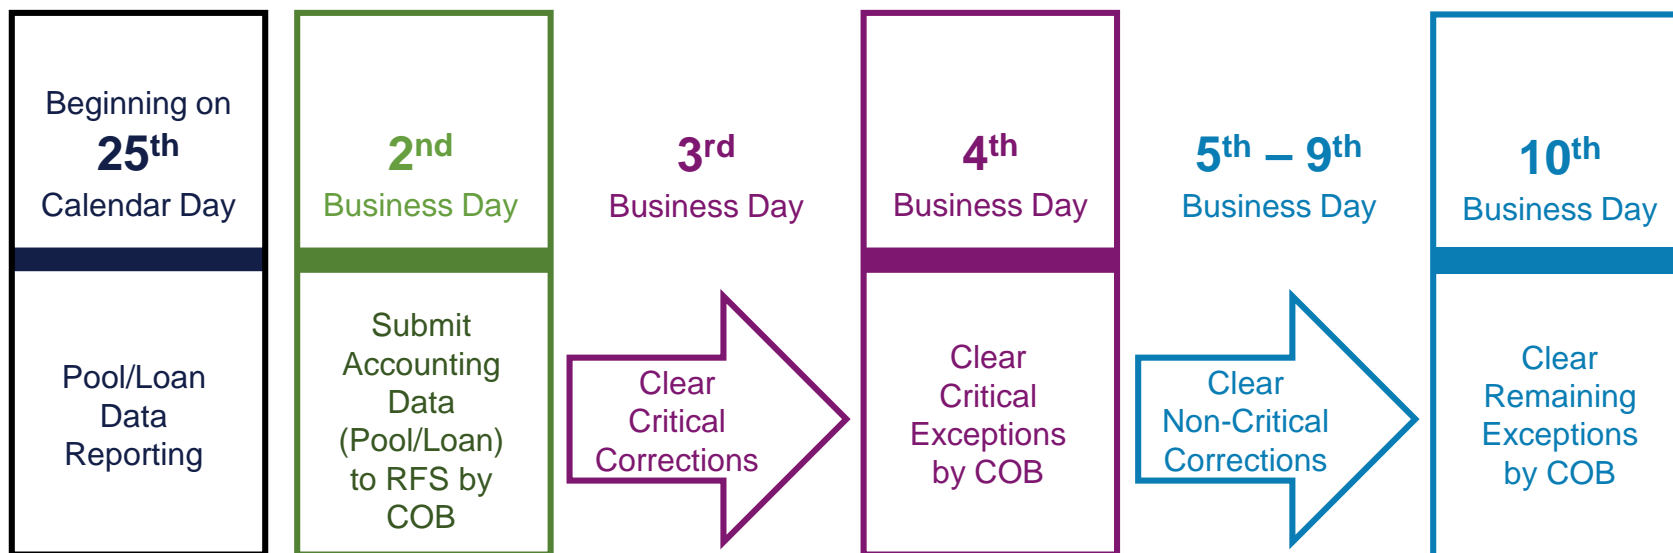 Beginning on
25th
Calendar Day
Pool/Loan
Data
Reporting
2nd
Business Day
Submit
Accounting
Data
(Pool/Loan)
to RFS by
COB
3rd
Business Day
Clear
Critical
Corrections
4th
Business Day
Clear
Critical
Exceptions
by COB
5th – 9th
Business Day
Clear
Non-Critical
Corrections
10th
Business Day
Clear
Remaining
Exceptions
by COB